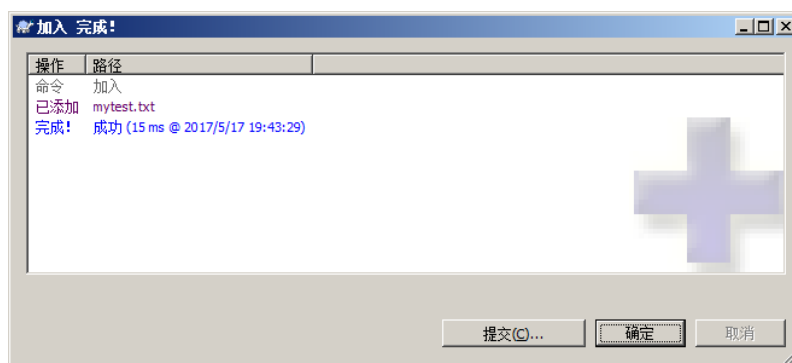 加入 完成!
操作 路径
命令 加入
已添加 mytest.txt
完成! 成功 (15 ms @ 2017/5/17 19:43:29)
提交(C)... 确定 取消